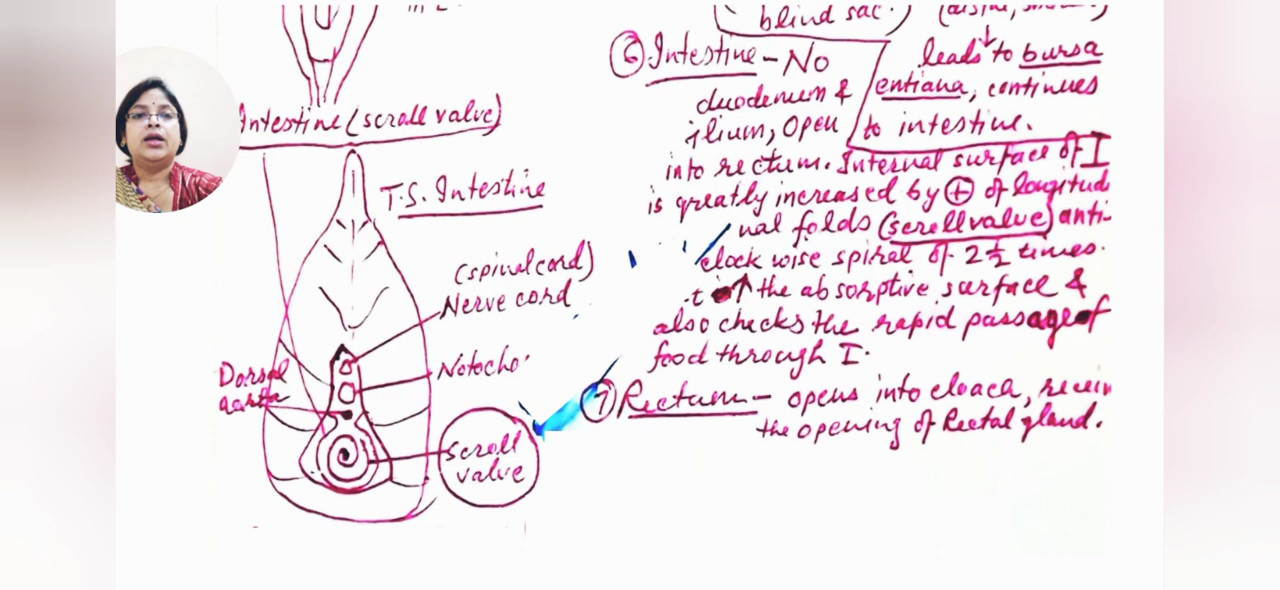 Intestine (scroll valve)
T.S. Intestine
(spinal cord)
Nerve cord
Notocho
Dorsal
aorta
Scroll
valve
blind sac.)
leads to bursa
entiana, continues
to intestine.
⑥ Intestine - No
duodenum &
ilium, open
into rectum. Internal surface of I
is greatly increased by ⊕ of longitud
nal folds (scroll valve) anti-
clock wise spiral of 2½ times.
t ↑ the absorptive surface &
also checks the rapid passage of
food through I.
⑦ Rectum - opens into cloaca, receiv
the opening of Rectal gland.